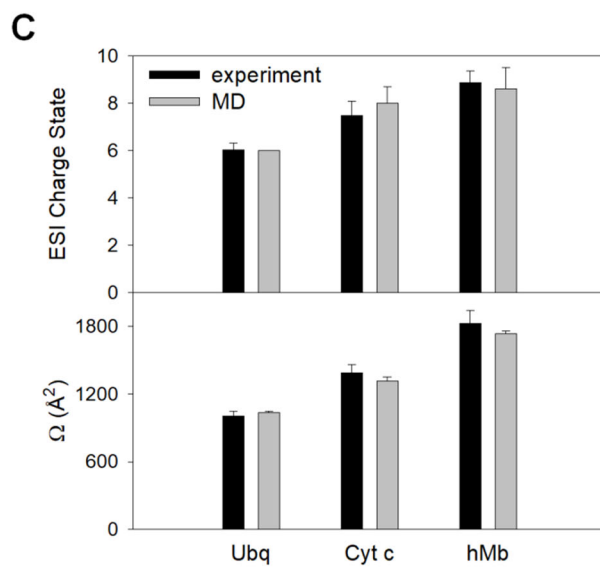 C
experiment
MD
ESI Charge State
10
8
6
4
2
0
Ω (Å²)
1800
1200
600
0
Ubq Cyt c hMb